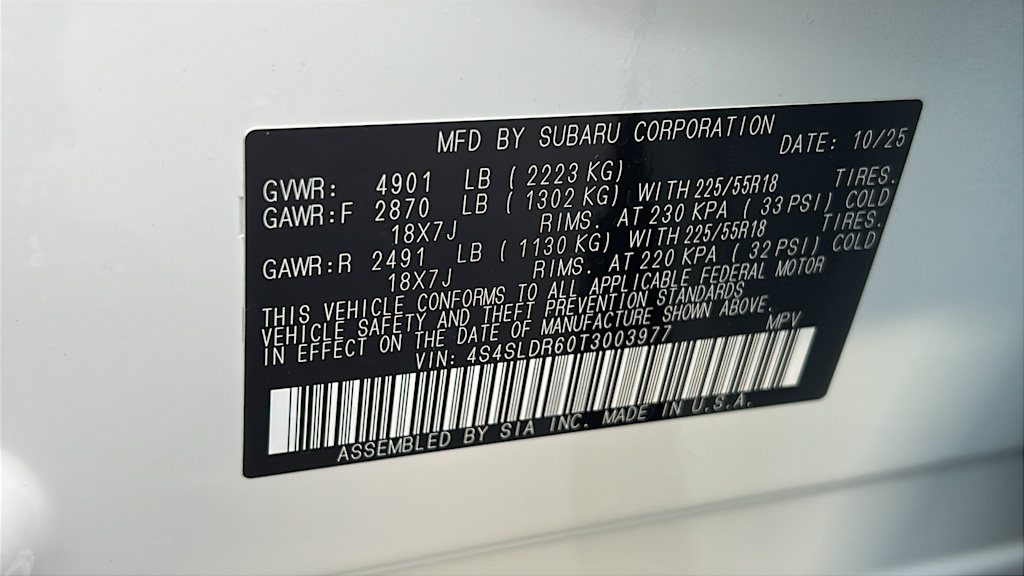 MFD BY SUBARU CORPORATION DATE: 10/25
GVWR: 4901 LB ( 2223 KG)
GAWR:F 2870 LB ( 1302 KG) WITH 225/55R18 TIRES.
18X7J RIMS. AT 230 KPA ( 33 PSI) COLD
GAWR:R 2491 LB ( 1130 KG) WITH 225/55R18 TIRES.
18X7J RIMS. AT 220 KPA ( 32 PSI) COLD
THIS VEHICLE CONFORMS TO ALL APPLICABLE FEDERAL MOTOR
VEHICLE SAFETY AND THEFT PREVENTION STANDARDS
IN EFFECT ON THE DATE OF MANUFACTURE SHOWN ABOVE.
VIN: 4S4SLDR60T3003977 MPV
ASSEMBLED BY SIA INC. MADE IN U.S.A.